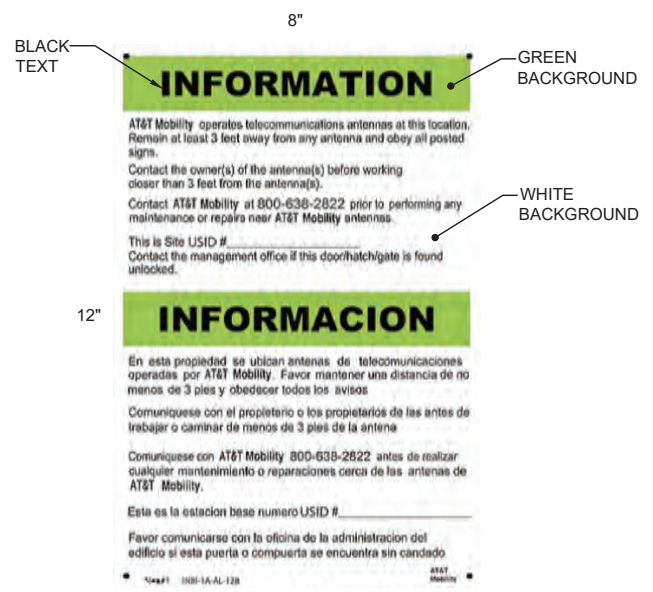 8"
BLACK
TEXT
GREEN
BACKGROUND
INFORMATION
AT&T Mobility operates telecommunications antennas at this location.
Remain at least 3 feet away from any antenna and obey all posted
signs.
Contact the owner(s) of the antenna(s) before working
closer than 3 feet from the antenna(s).
Contact AT&T Mobility at 800-638-2822 prior to performing any
maintenance or repairs near AT&T Mobility antennas.
WHITE
BACKGROUND
This is Site USID #
Contact the management office if this door/hatch/gate is found
unlocked.
12"
INFORMACION
En esta propiedad se ubican antenas de telecomunicaciones
operadas por AT&T Mobility. Favor mantener una distancia de no
menos de 3 pies y obedecer todos los avisos
Comuniquese con el propietario o los propietarios de las antes de
trabajar o caminar de menos de 3 pies de la antena
Comuniquese con AT&T Mobility 800-638-2822 antes de realizar
cualquier mantenimiento o reparaciones cerca de las antenas de
AT&T Mobility.
Esta es la estacion base numero USID #
Favor comunicarse con la oficina de la administracion del
edificio si esta puerta o compuerta se encuentra sin candado
AT&T
Mobility